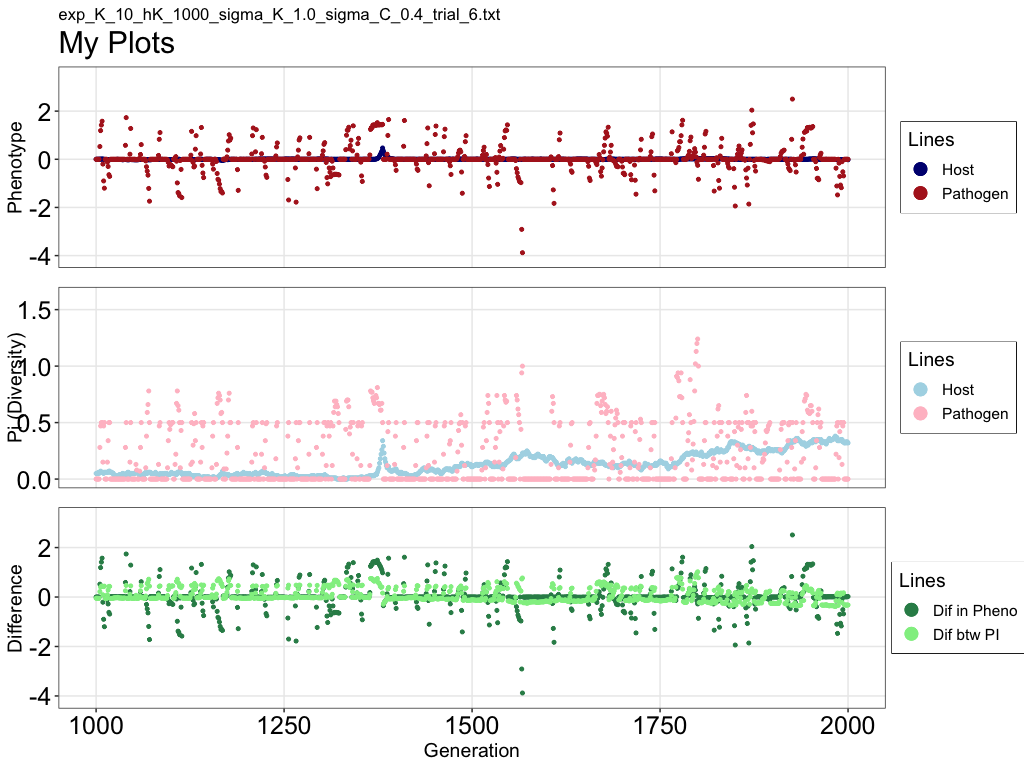 exp_K_10_hK_1000_sigma_K_1.0_sigma_C_0.4_trial_6.txt
My Plots
Phenotype
2
0
-2
-4
Lines
Host
Pathogen
Pi (Diversity)
1.5
1.0
0.5
0.0
Lines
Host
Pathogen
Difference
2
0
-2
-4
Lines
Dif in Pheno
Dif btw PI
1000 1250 1500 1750 2000
Generation